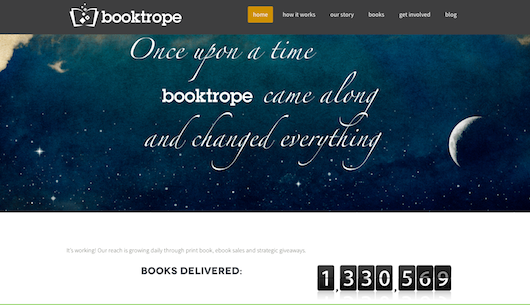 booktrope
home how it works our story books get involved blog
Once upon a time
booktrope came along
and changed everything
It's working! Our reach is growing daily through print book, ebook sales and strategic giveaways.
BOOKS DELIVERED: 1,330,569